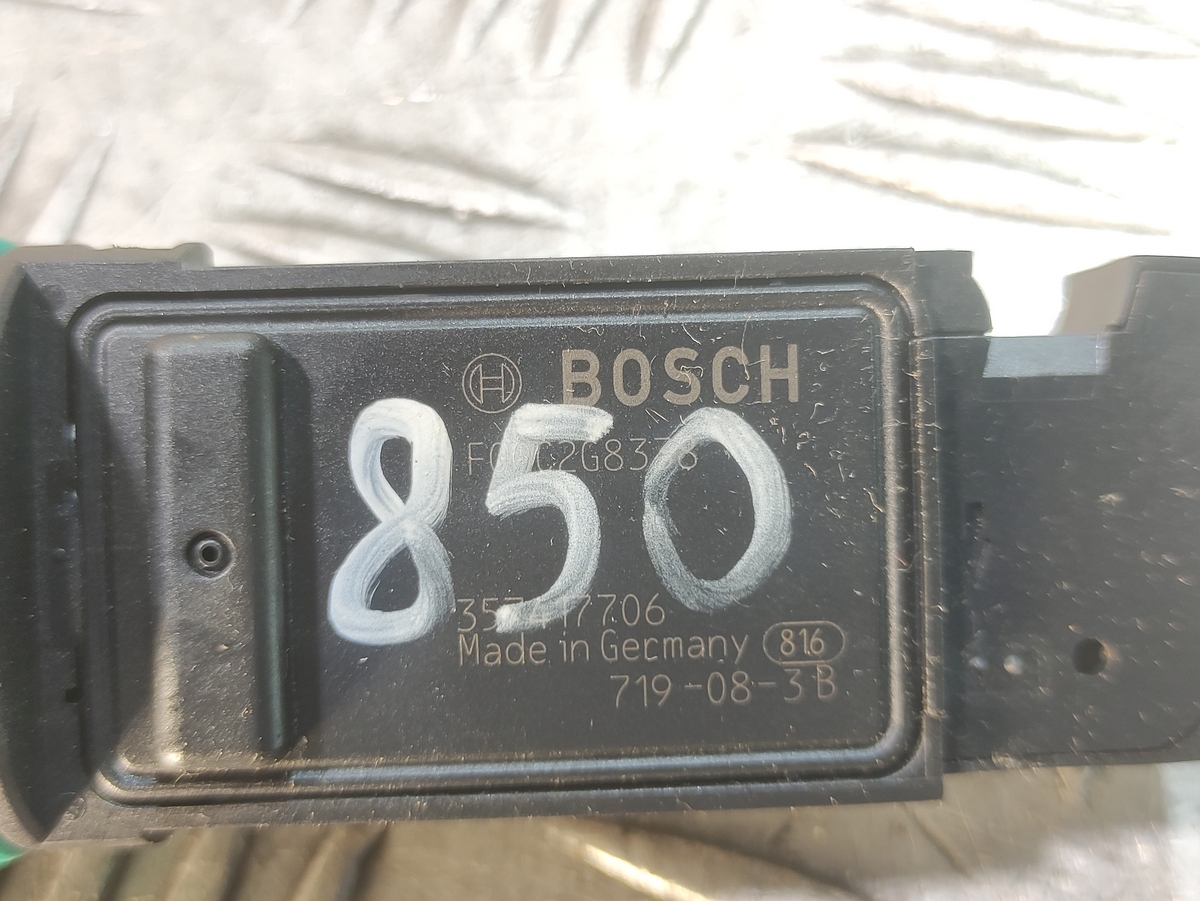 BOSCH
850
Made in Germany 816
719-08-3B